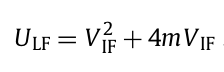 U_LF = V_IF^2 + 4mV_IF